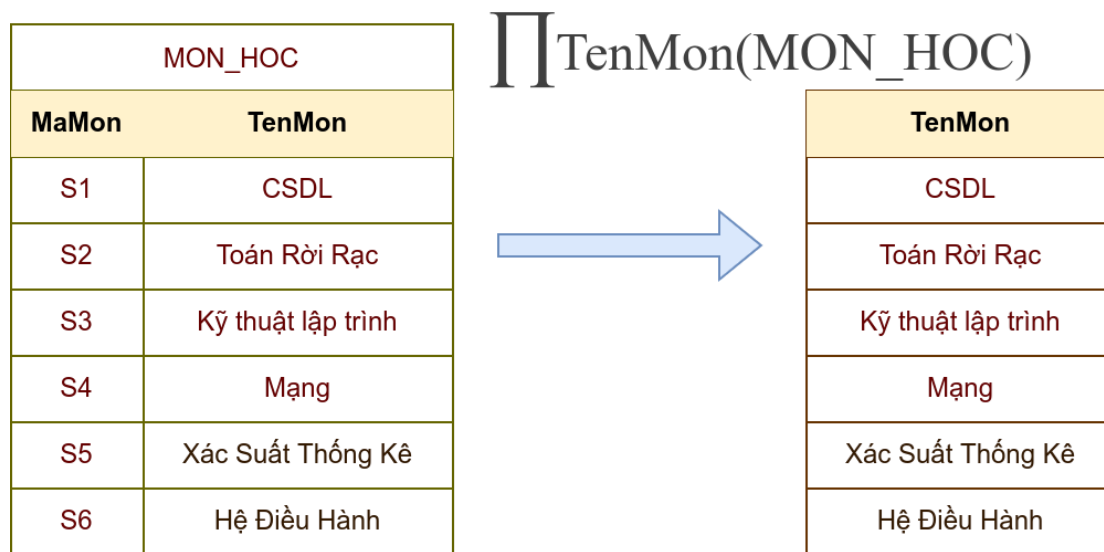 MON_HOC
∏TenMon(MON_HOC)
MaMon TenMon
S1 CSDL
S2 Toán Rời Rạc
S3 Kỹ thuật lập trình
S4 Mạng
S5 Xác Suất Thống Kê
S6 Hệ Điều Hành
TenMon
CSDL
Toán Rời Rạc
Kỹ thuật lập trình
Mạng
Xác Suất Thống Kê
Hệ Điều Hành